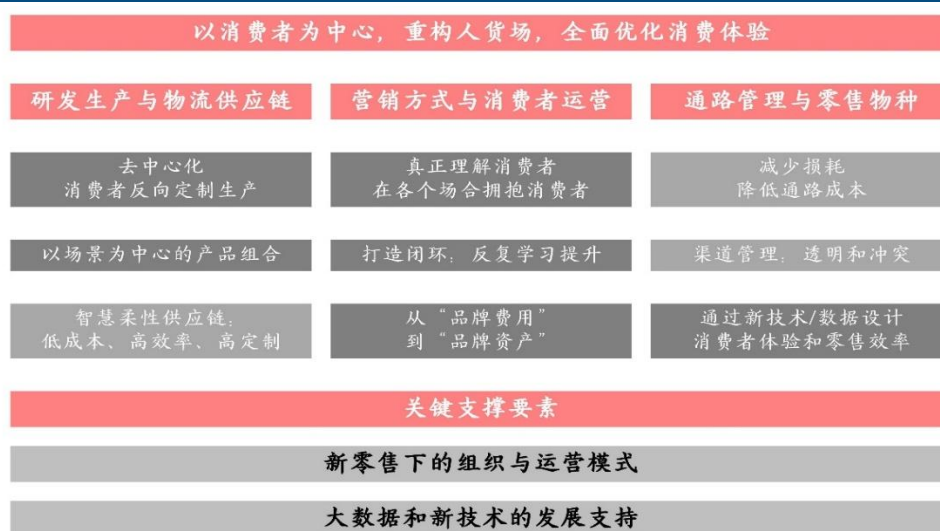 以消费者为中心，重构人货场，全面优化消费体验
研发生产与物流供应链
营销方式与消费者运营
通路管理与零售物种
去中心化
消费者反向定制生产
真正理解消费者
在各个场合拥抱消费者
减少损耗
降低通路成本
以场景为中心的产品组合
打造闭环：反复学习提升
渠道管理：透明和冲突
智慧柔性供应链：
低成本、高效率、高定制
从“品牌费用”
到“品牌资产”
通过新技术/数据设计
消费者体验和零售效率
关键支撑要素
新零售下的组织与运营模式
大数据和新技术的发展支持